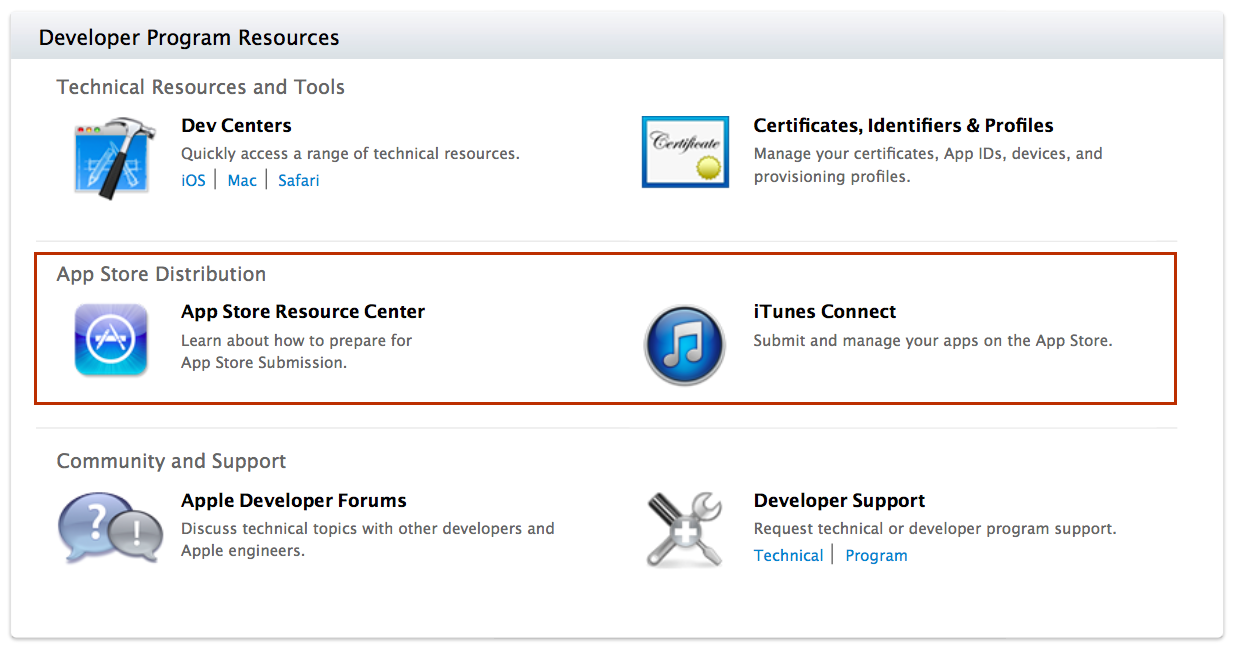 Developer Program Resources
Technical Resources and Tools
Dev Centers
Quickly access a range of technical resources.
iOS | Mac | Safari
Certificate
Certificates, Identifiers & Profiles
Manage your certificates, App IDs, devices, and
provisioning profiles.
App Store Distribution
App Store Resource Center
Learn about how to prepare for
App Store Submission.
iTunes Connect
Submit and manage your apps on the App Store.
Community and Support
? !
Apple Developer Forums
Discuss technical topics with other developers and
Apple engineers.
Developer Support
Request technical or developer program support.
Technical | Program